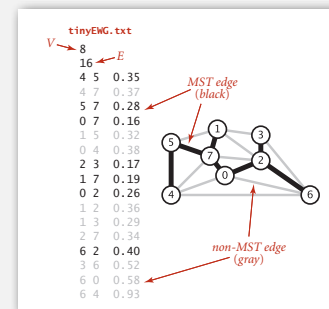 tinyEWG.txt
V
8
16
E
4 5 0.35
4 7 0.37
5 7 0.28
0 7 0.16
1 5 0.32
0 4 0.38
2 3 0.17
1 7 0.19
0 2 0.26
1 2 0.36
1 3 0.29
2 7 0.34
6 2 0.40
3 6 0.52
6 0 0.58
6 4 0.93
MST edge
(black)
1
3
5
7
2
0
4
6
non-MST edge
(gray)